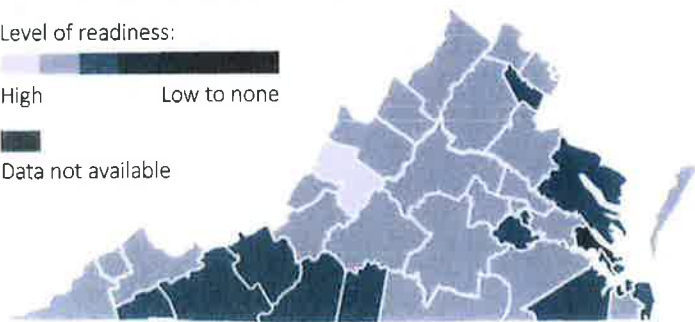 Level of readiness:
High Low to none
Data not available